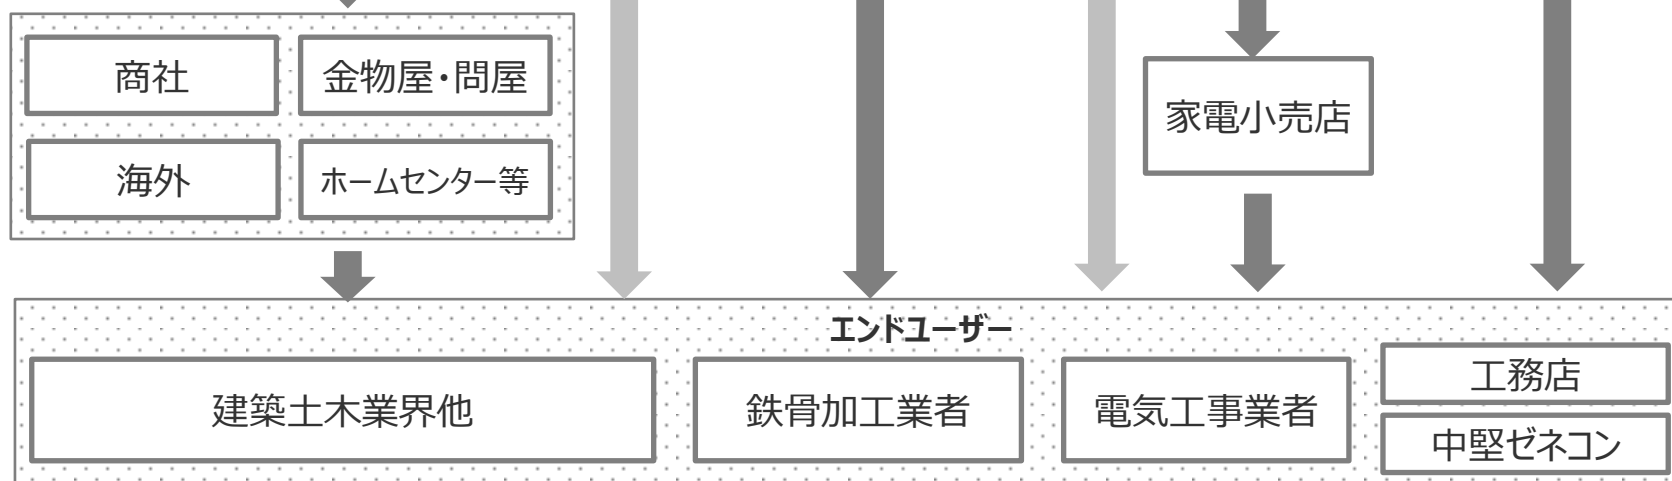 商社
金物屋・問屋
海外
ホームセンター等
家電小売店
エンドユーザー
建築土木業界他
鉄骨加工業者
電気工事業者
工務店
中堅ゼネコン